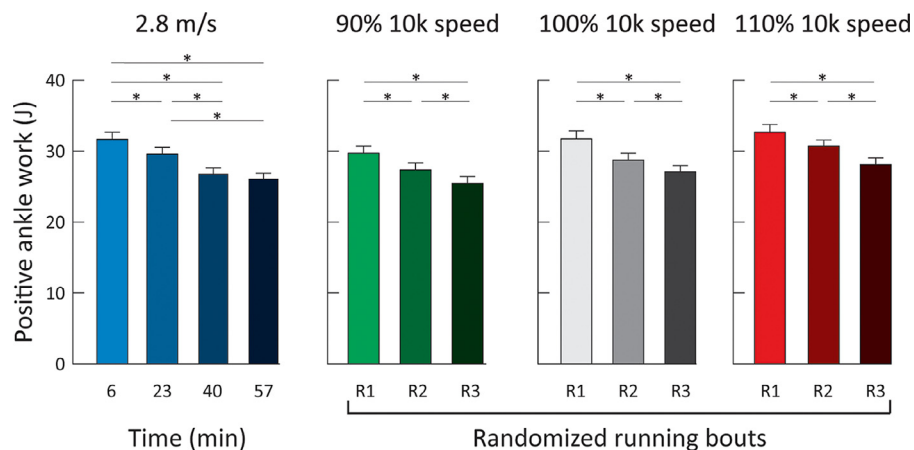 2.8 m/s 90% 10k speed 100% 10k speed 110% 10k speed
* 
* * 
* * * * * * 
* * * * * 
Positive ankle work (J)
40
30
20
10
0
6 23 40 57 R1 R2 R3 R1 R2 R3 R1 R2 R3
Time (min) Randomized running bouts